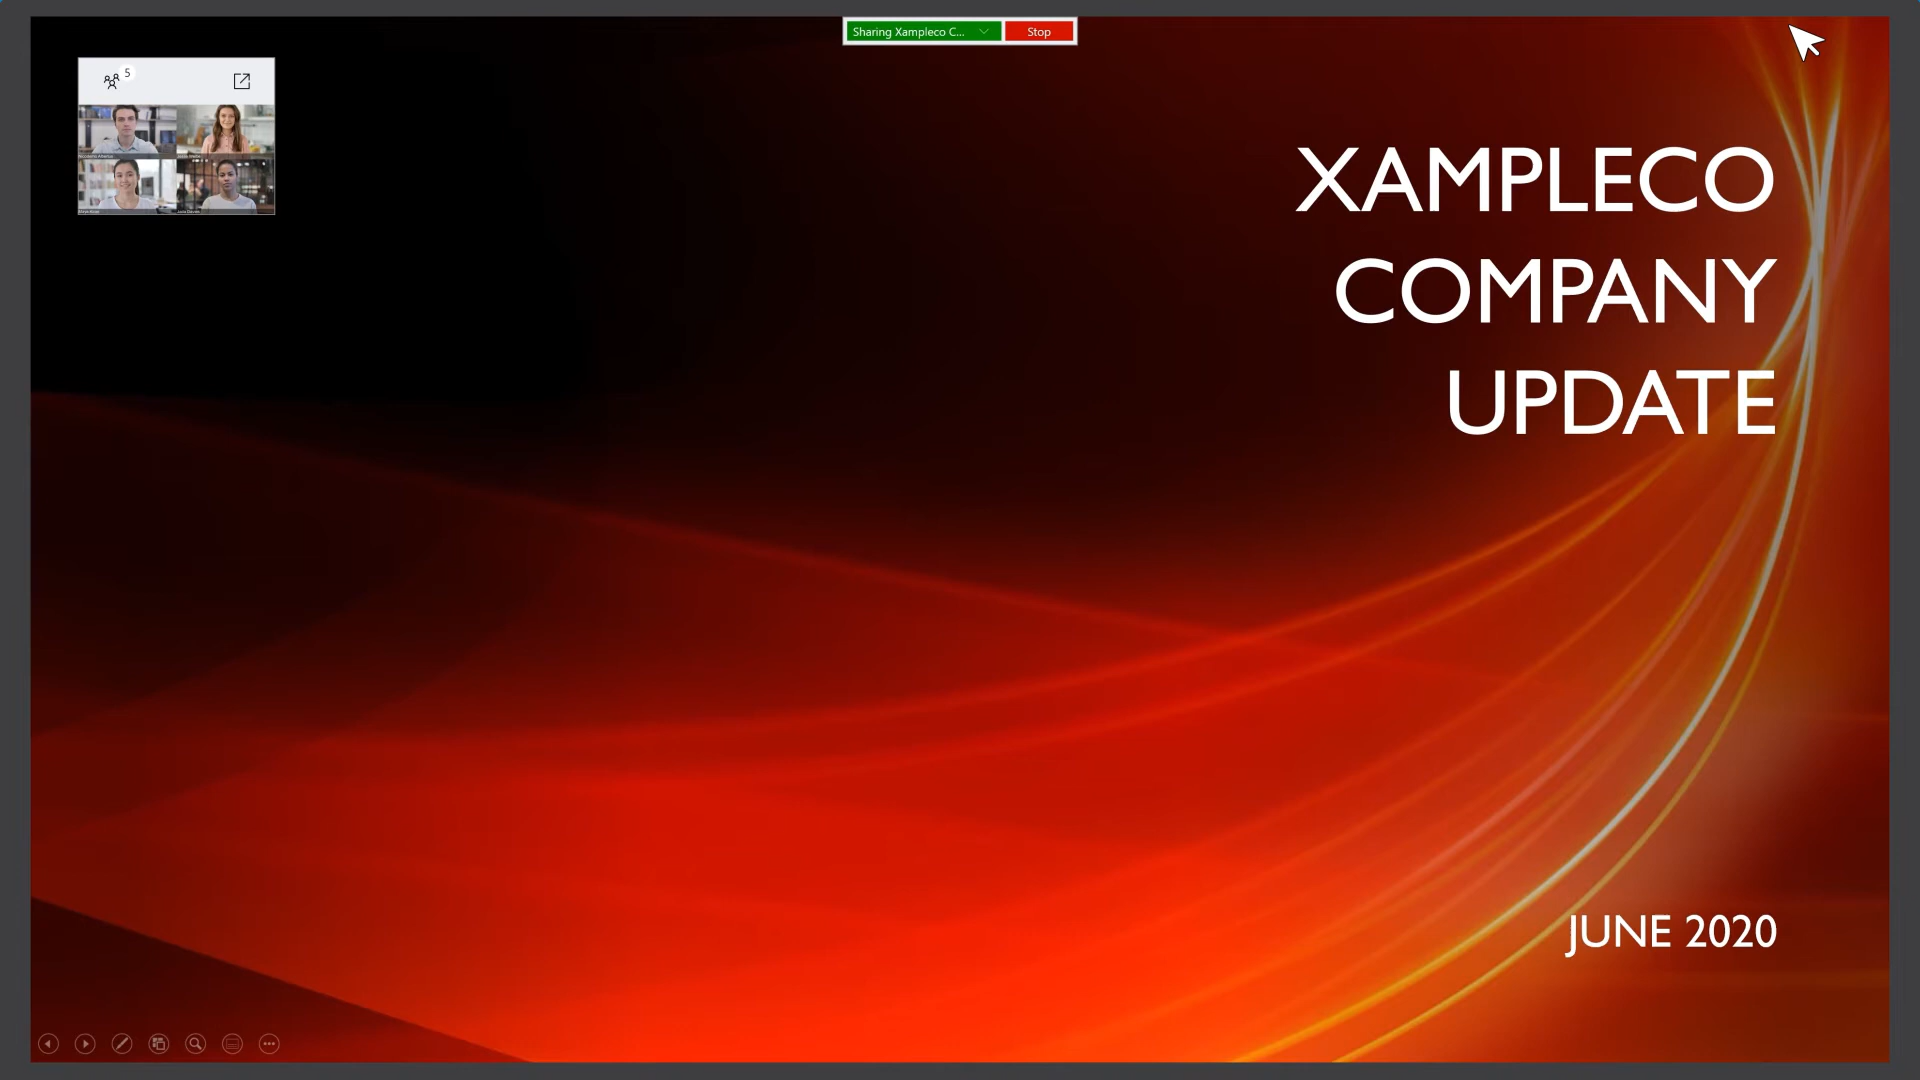 Sharing Xampleco C...
Stop
5
XAMPLECO
COMPANY
UPDATE
JUNE 2020